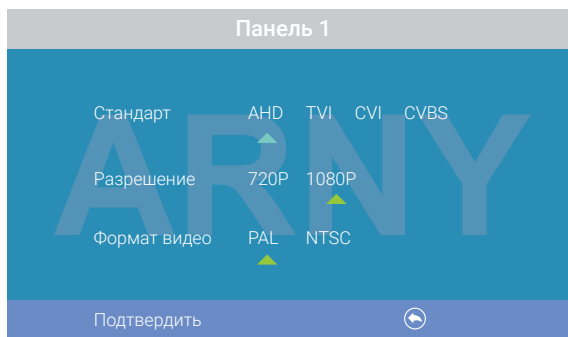 Панель 1
ARNY
Стандарт AHD TVI CVI CVBS
Разрешение 720P 1080P
Формат видео PAL NTSC
Подтвердить